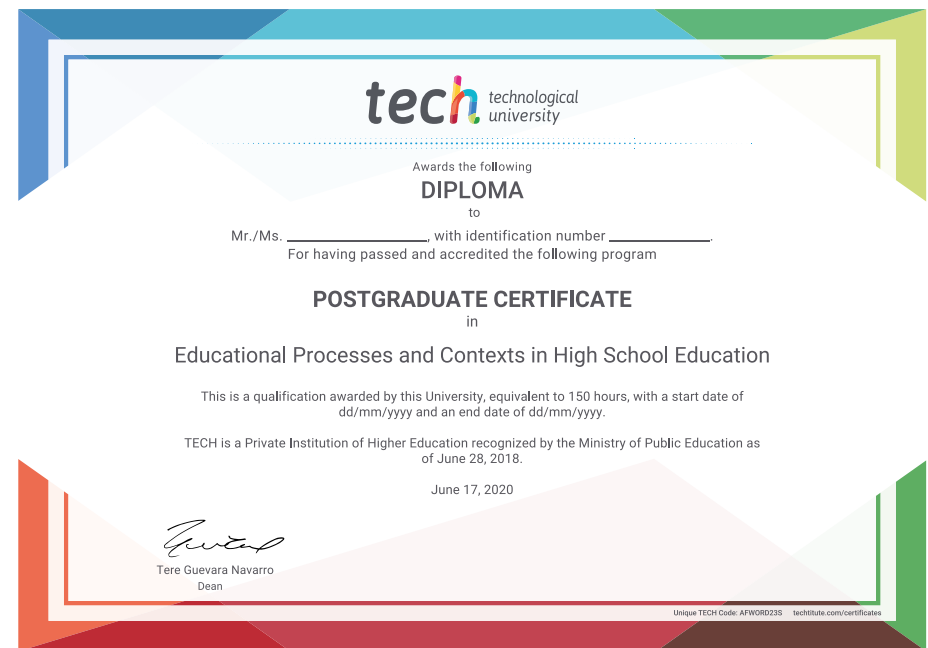 tech technological
university
Awards the following
DIPLOMA
to
Mr./Ms. ____________________, with identification number ______________.
For having passed and accredited the following program
POSTGRADUATE CERTIFICATE
in
Educational Processes and Contexts in High School Education
This is a qualification awarded by this University, equivalent to 150 hours, with a start date of
dd/mm/yyyy and an end date of dd/mm/yyyy.
TECH is a Private Institution of Higher Education recognized by the Ministry of Public Education as
of June 28, 2018.
June 17, 2020
Tere Guevara Navarro
Dean
Unique TECH Code: AFWORD23S techtitute.com/certificates